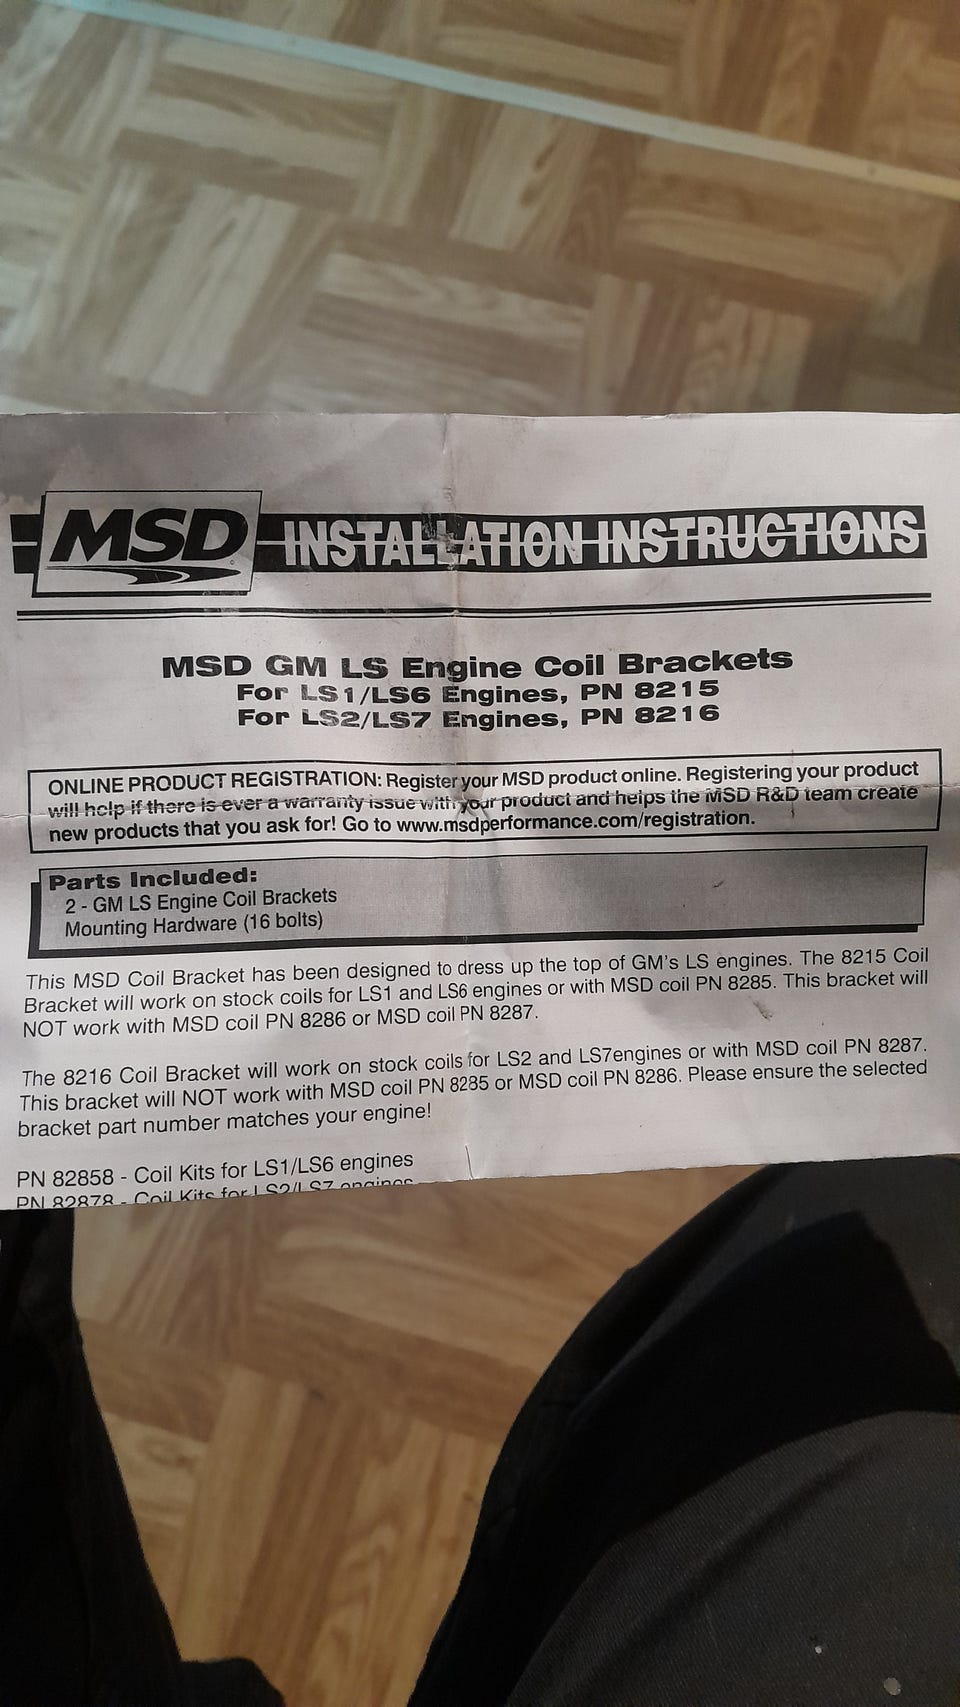 MSD INSTALLATION INSTRUCTIONS
MSD GM LS Engine Coil Brackets
For LS1/LS6 Engines, PN 8215
For LS2/LS7 Engines, PN 8216
ONLINE PRODUCT REGISTRATION: Register your MSD product online. Registering your product
will help if there is ever a warranty issue with your product and helps the MSD R&D team create
new products that you ask for! Go to www.msdperformance.com/registration.
Parts Included:
2 - GM LS Engine Coil Brackets
Mounting Hardware (16 bolts)
This MSD Coil Bracket has been designed to dress up the top of GM's LS engines. The 8215 Coil
Bracket will work on stock coils for LS1 and LS6 engines or with MSD coil PN 8285. This bracket will
NOT work with MSD coil PN 8286 or MSD coil PN 8287.
The 8216 Coil Bracket will work on stock coils for LS2 and LS7engines or with MSD coil PN 8287.
This bracket will NOT work with MSD coil PN 8285 or MSD coil PN 8286. Please ensure the selected
bracket part number matches your engine!
PN 82858 - Coil Kits for LS1/LS6 engines
PN 82878 - Coil Kits for LS2/LS7 engines